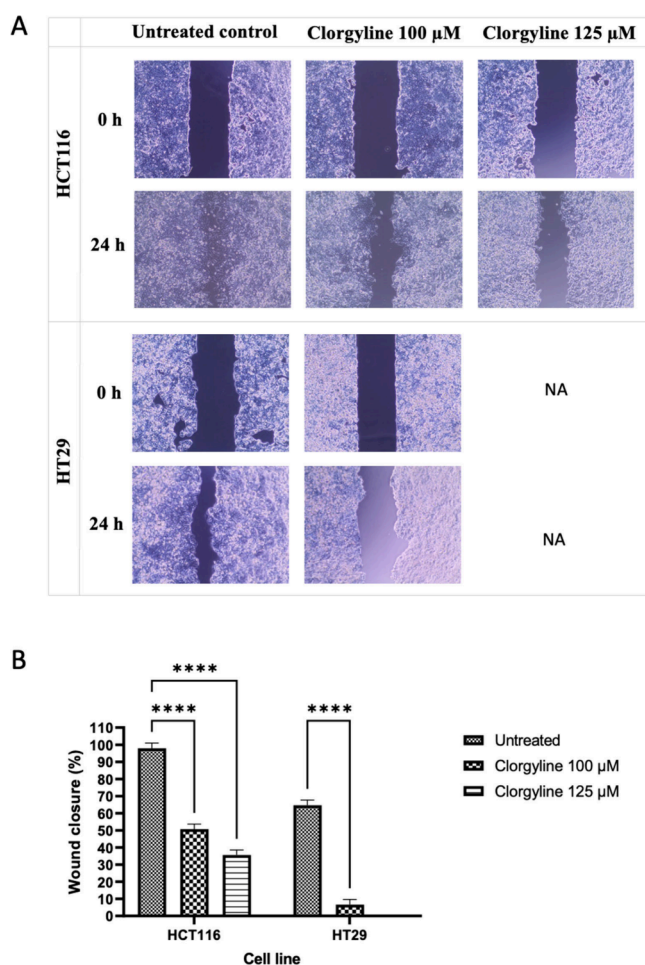 A
Untreated control Clorgyline 100 μM Clorgyline 125 μM
HCT116
0 h
24 h
HT29
0 h
NA
24 h
NA
B
****
**** ****
110
100
90
80
70
60
50
40
30
20
10
0
Wound closure (%)
HCT116 HT29
Cell line
Untreated
Clorgyline 100 μM
Clorgyline 125 μM